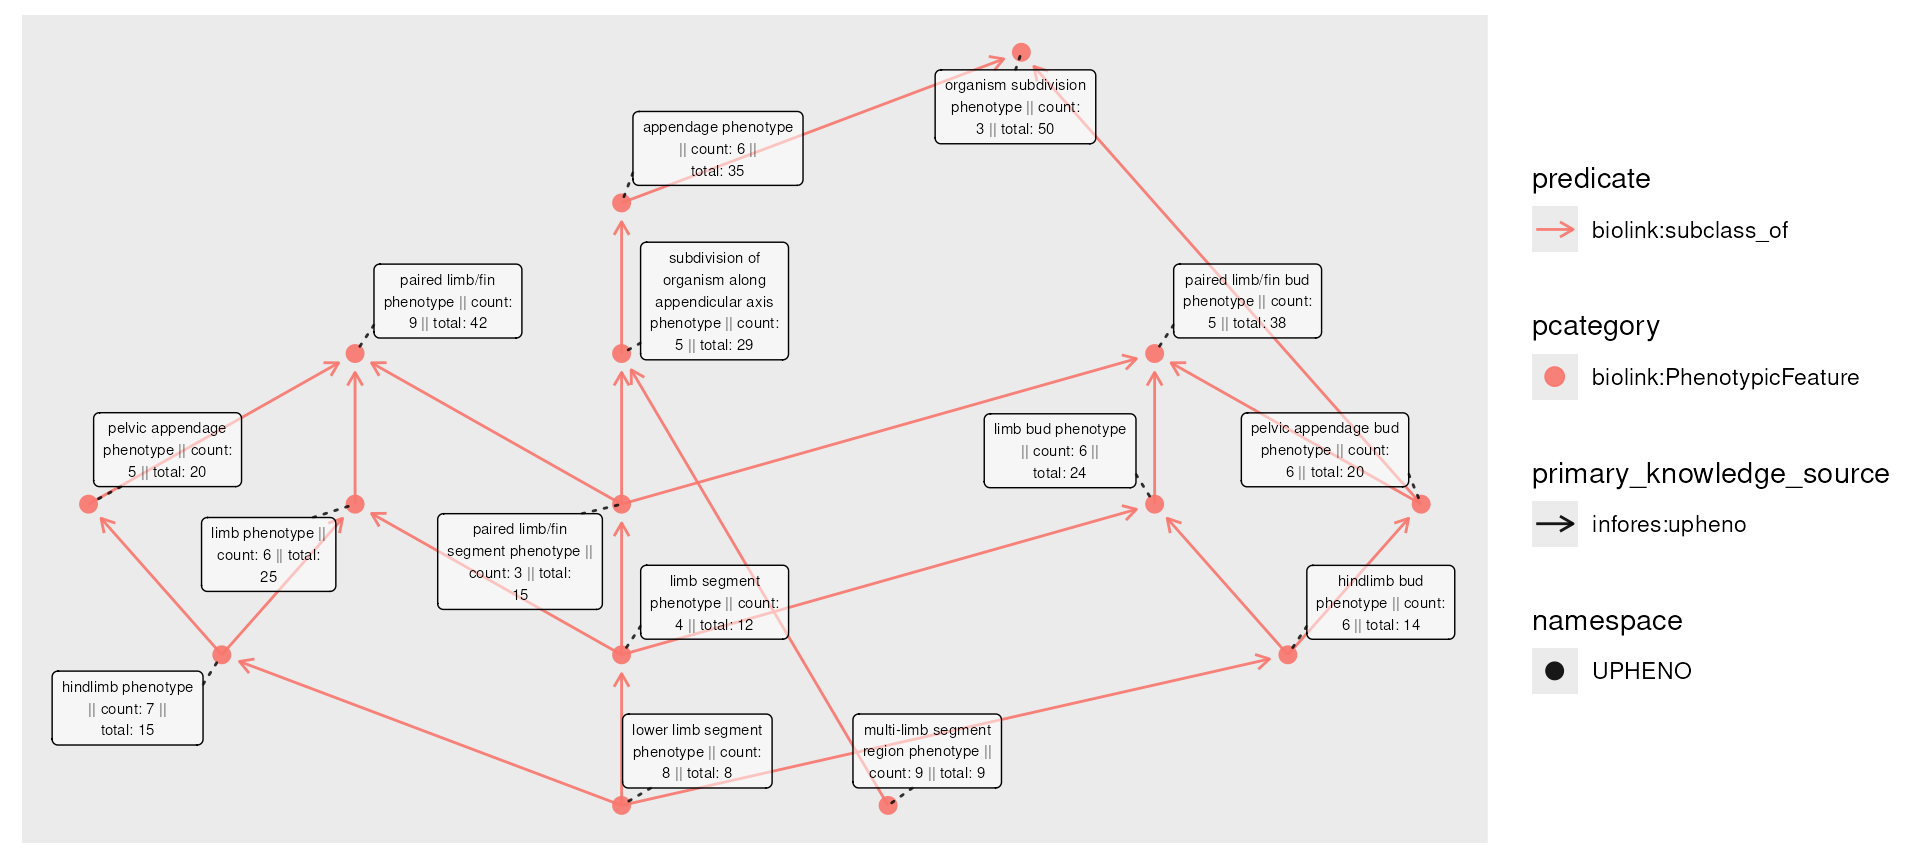 organism subdivision
phenotype || count:
3 || total: 50
appendage phenotype
|| count: 6 ||
total: 35
subdivision of
organism along
appendicular axis
phenotype || count:
5 || total: 29
paired limb/fin
phenotype || count:
9 || total: 42
paired limb/fin bud
phenotype || count:
5 || total: 38
pelvic appendage
phenotype || count:
5 || total: 20
limb bud phenotype
|| count: 6 ||
total: 24
pelvic appendage bud
phenotype || count:
6 || total: 20
limb phenotype ||
count: 6 || total:
25
paired limb/fin
segment phenotype ||
count: 3 || total:
15
limb segment
phenotype || count:
4 || total: 12
hindlimb bud
phenotype || count:
6 || total: 14
hindlimb phenotype
|| count: 7 ||
total: 15
lower limb segment
phenotype || count:
8 || total: 8
multi-limb segment
region phenotype ||
count: 9 || total: 9
predicate
biolink:subclass_of
pcategory
biolink:PhenotypicFeature
primary_knowledge_source
infores:upheno
namespace
UPHENO